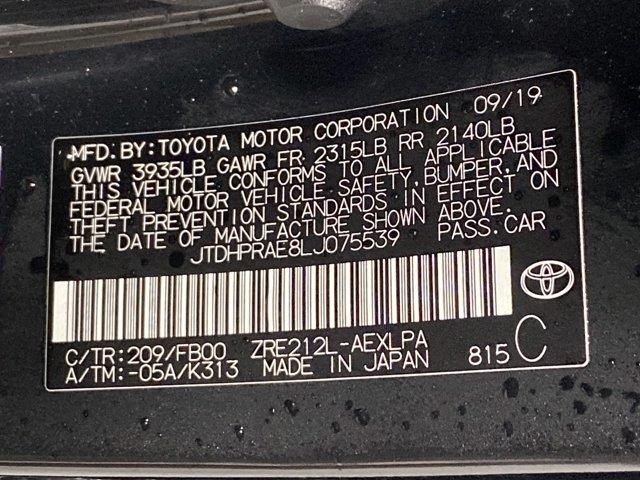 MFD. BY: TOYOTA MOTOR CORPORATION 09/19
GVWR 3935LB GAWR FR 2315LB RR 2140LB
THIS VEHICLE CONFORMS TO ALL APPLICABLE
FEDERAL MOTOR VEHICLE SAFETY, BUMPER, AND
THEFT PREVENTION STANDARDS IN EFFECT ON
THE DATE OF MANUFACTURE SHOWN ABOVE.
JTDHPRAE8LJ075539 PASS.CAR
C/TR: 209/FB00 ZRE212L-AEXLPA
A/TM: -05A/K313 MADE IN JAPAN 815 C